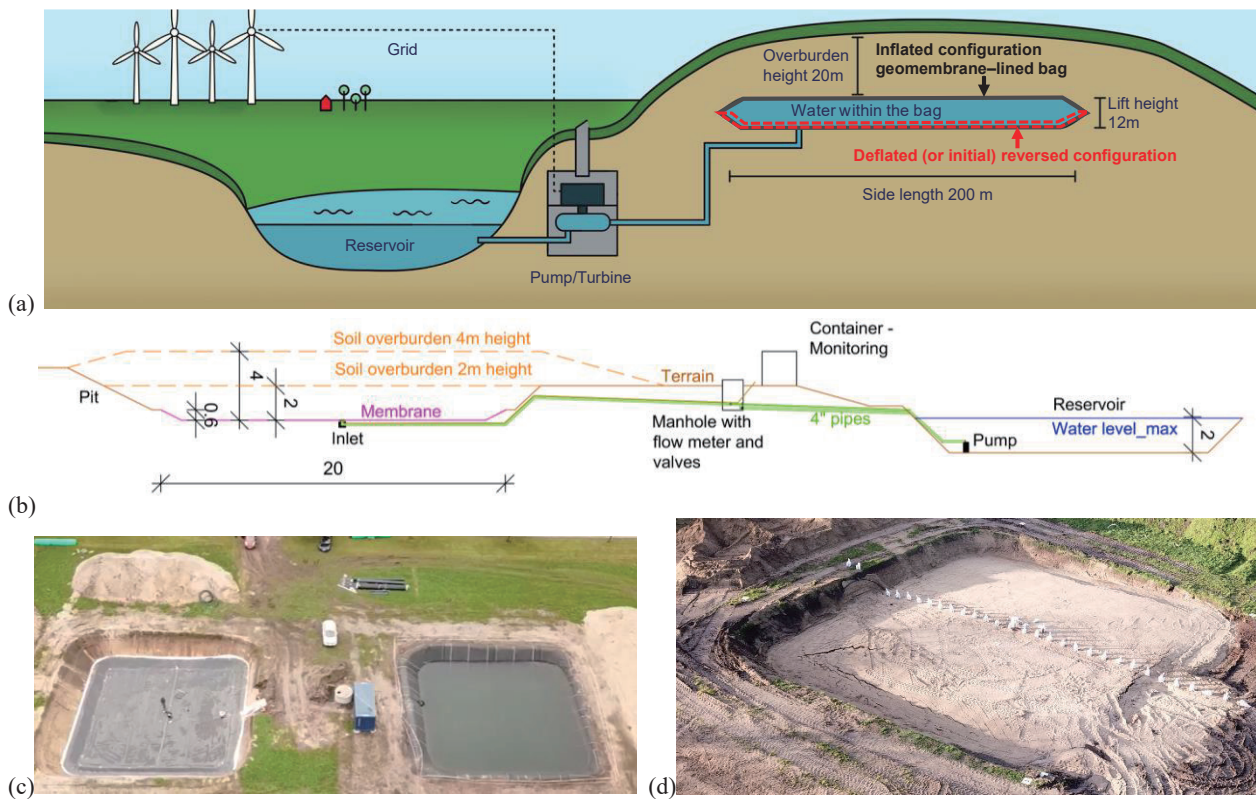 Grid
Overburden
height 20m
Inflated configuration
geomembrane–lined bag
Water within the bag
Lift height
12m
Deflated (or initial) reversed configuration
Side length 200 m
Reservoir
Pump/Turbine
(a)
Soil overburden 4m height
Soil overburden 2m height
Container -
Monitoring
Terrain
Pit
4
2
0,6
Membrane
Inlet
Manhole with
flow meter and
valves
4" pipes
Reservoir
Water level_max
2
Pump
20
(b)
(c)
(d)